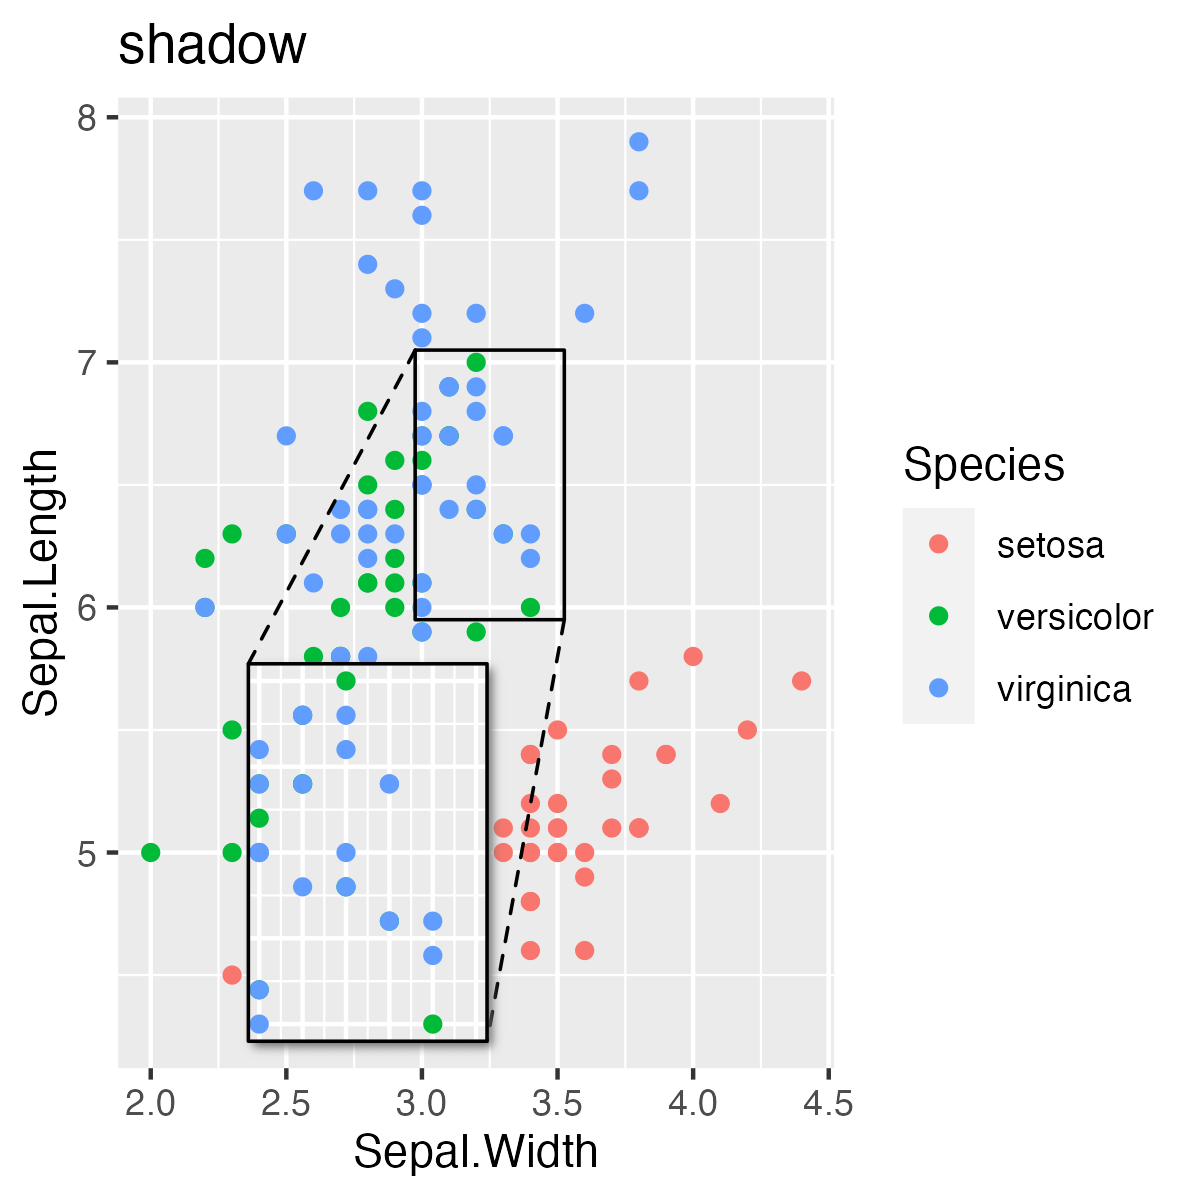 shadow
8
7
6
5
Sepal.Length
2.0 2.5 3.0 3.5 4.0 4.5
Sepal.Width
Species
setosa
versicolor
virginica